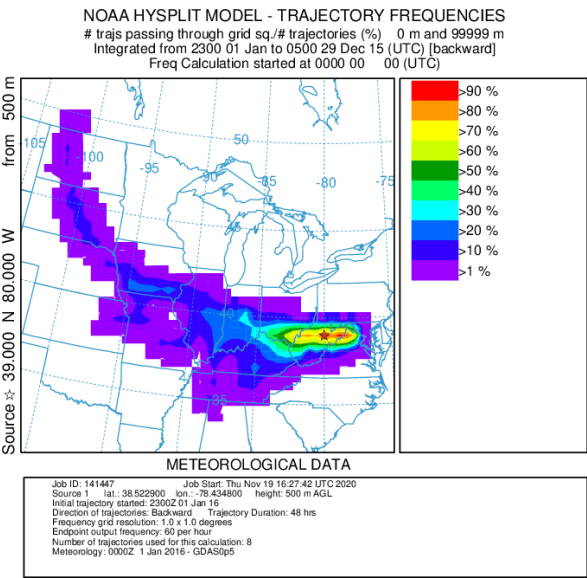 NOAA HYSPLIT MODEL - TRAJECTORY FREQUENCIES
# trajs passing through grid sq./# trajectories (%) 0 m and 99999 m
Integrated from 2300 01 Jan to 0500 29 Dec 15 (UTC) [backward]
Freq Calculation started at 0000 00 00 (UTC)
Source ☆ 39.000 N 80.000 W from 500 m
-105
-100
-95
-90
-85
-80
-75
50
40
35
>90 %
>80 %
>70 %
>60 %
>50 %
>40 %
>30 %
>20 %
>10 %
>1 %
METEOROLOGICAL DATA
Job ID: 141447 Job Start: Thu Nov 19 16:27:42 UTC 2020
Source 1 lat.: 38.522900 lon.: -78.434800 height: 500 m AGL
Initial trajectory started: 2300Z 01 Jan 16
Direction of trajectories: Backward Trajectory Duration: 48 hrs
Frequency grid resolution: 1.0 x 1.0 degrees
Endpoint output frequency: 60 per hour
Number of trajectories used for this calculation: 8
Meteorology: 0000Z 1 Jan 2016 - GDAS0p5